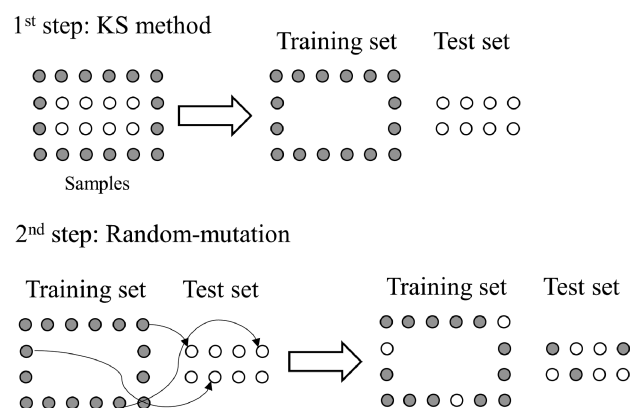 1st step: KS method
Training set Test set
Samples
2nd step: Random-mutation
Training set Test set Training set Test set